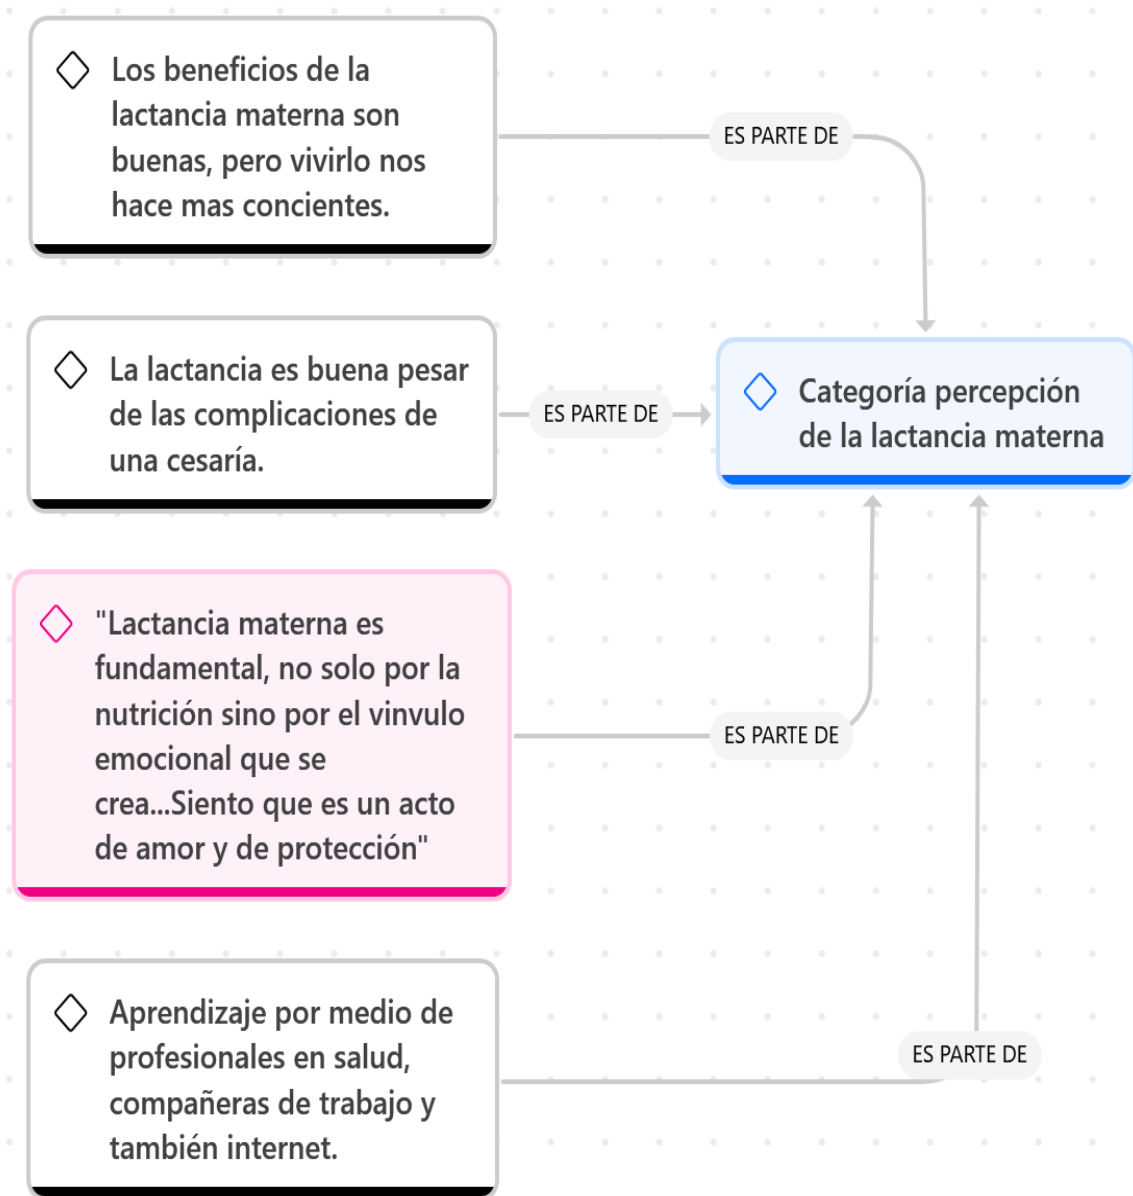 Los beneficios de la
lactancia materna son
buenas, pero vivirlo nos
hace mas concientes.
ES PARTE DE
La lactancia es buena pesar
de las complicaciones de
una cesaría.
ES PARTE DE
Categoría percepción
de la lactancia materna
"Lactancia materna es
fundamental, no solo por la
nutrición sino por el vinvulo
emocional que se
crea...Siento que es un acto
de amor y de protección"
ES PARTE DE
Aprendizaje por medio de
profesionales en salud,
compañeras de trabajo y
también internet.
ES PARTE DE